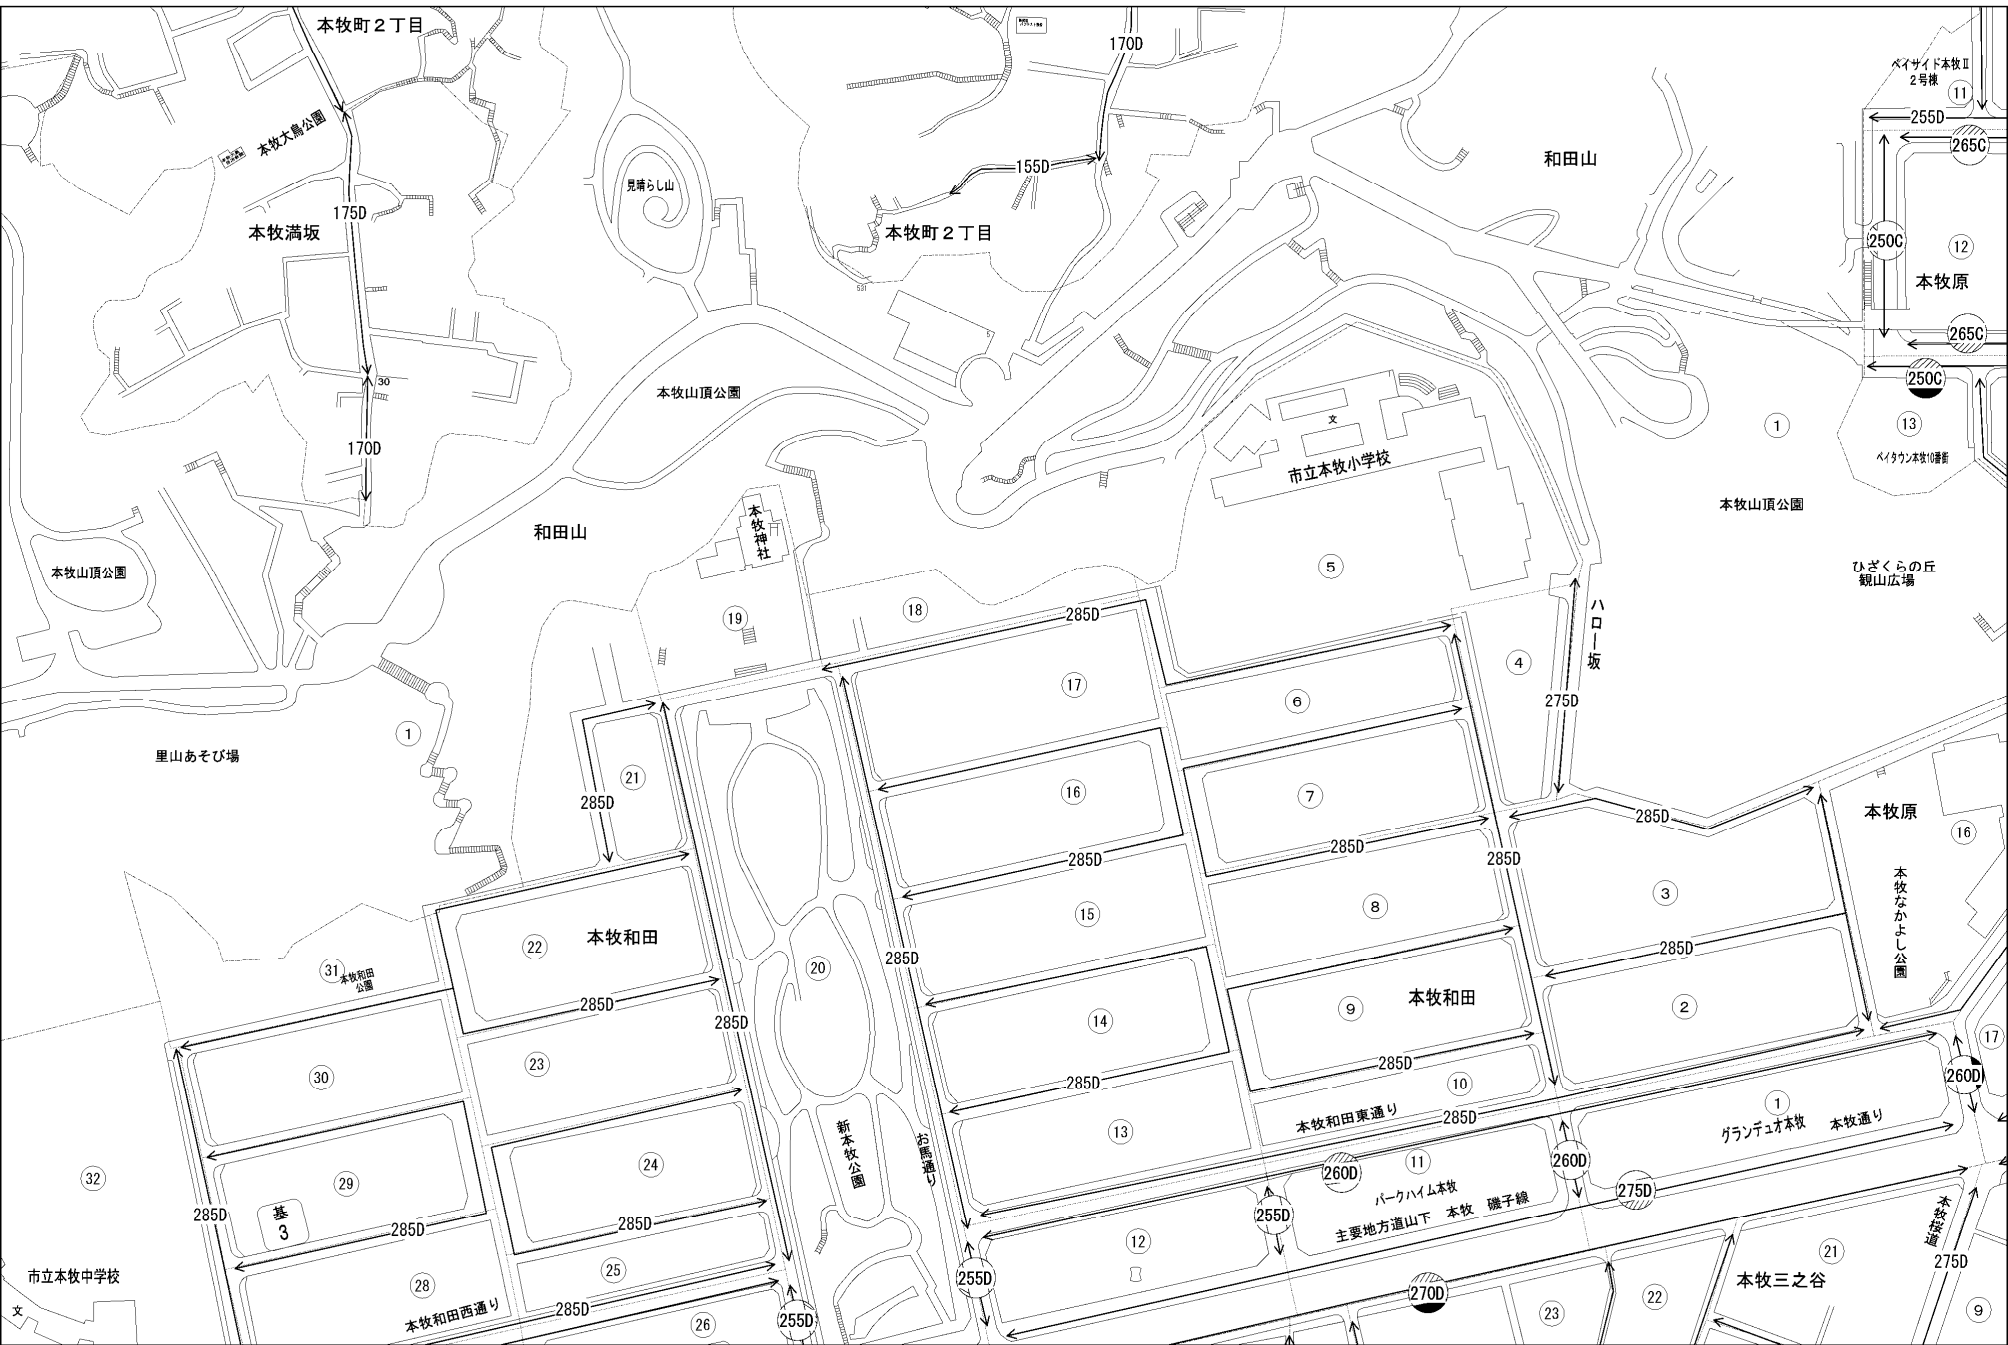 本牧町2丁目
170D
ベイサイド本牧Ⅱ
2号棟
11
255D
265C
本牧大鳥公園
155D
和田山
見晴らし山
175D
本牧満坂
本牧町2丁目
250C
12
本牧原
531
5
265C
30
250C
本牧山頂公園
13
ベイタウン本牧10番街
1
文
市立本牧小学校
170D
本牧山頂公園
本牧神社
和田山
本牧山頂公園
5
ひざくらの丘
観山広場
19
18
285D
ハロー坂
4
17
6
275D
1
里山あそび場
21
285D
16
7
285D
本牧原
16
285D
285D
285D
3
本牧なかよし公園
22
本牧和田
15
8
31
本牧和田
公園
20
285D
285D
285D
285D
14
9
本牧和田
2
17
30
23
285D
285D
10
260D
13
本牧和田東通り
285D
1
グランデュオ本牧
本牧通り
新本牧公園
お馬通り
32
29
24
11
260D
260D
パークハイム本牧
275D
基
3
285D
285D
285D
255D
主要地方道山下 本牧 磯子線
本牧桜道
12
21
275D
市立本牧中学校
文
28
25
255D
本牧三之谷
270D
285D
本牧和田西通り
26
255D
23
22
9